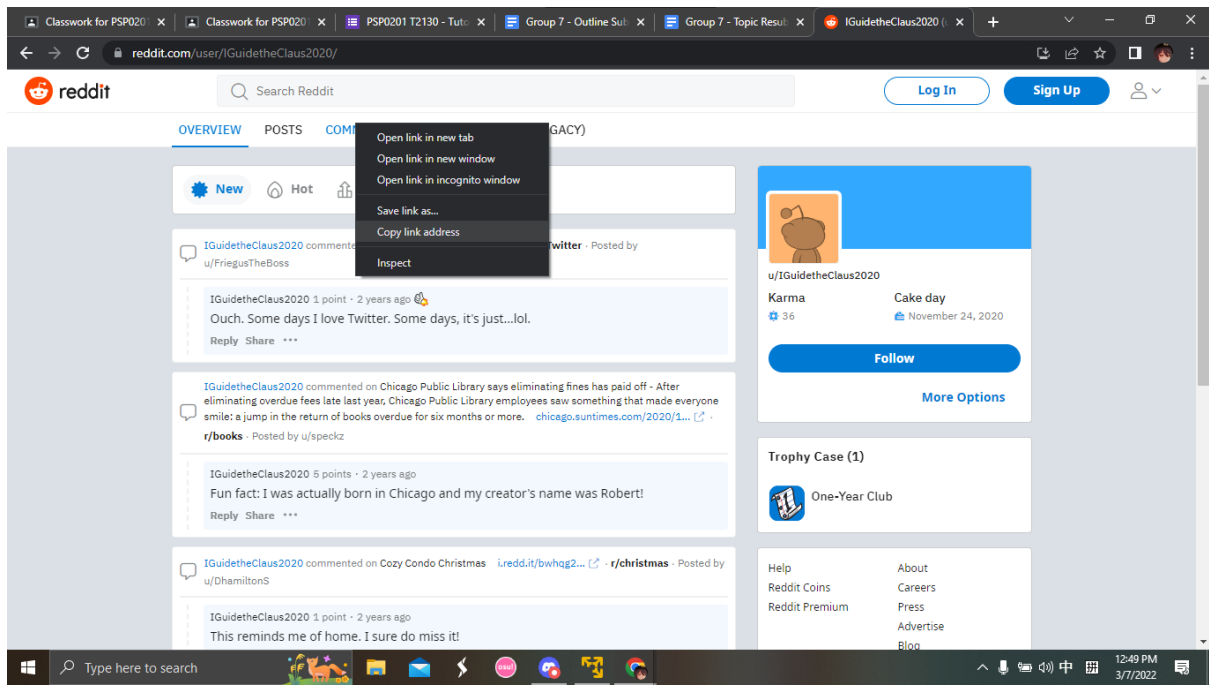 Classwork for PSP020
Classwork for PSP020
PSP0201 T2130 - Tuto
Group 7 - Outline Sub
Group 7 - Topic Resub
IGuidetheClaus2020 (
reddit.com/user/IGuidetheClaus2020/
reddit
Search Reddit
Log In
Sign Up
OVERVIEW POSTS COMM GACY)
Open link in new tab
Open link in new window
Open link in incognito window
Save link as...
Copy link address
Inspect
New Hot
IGuidetheClaus2020 commente Twitter · Posted by
u/FriegusTheBoss
IGuidetheClaus2020 1 point · 2 years ago
Ouch. Some days I love Twitter. Some days, it's just...lol.
Reply Share ···
IGuidetheClaus2020 commented on Chicago Public Library says eliminating fines has paid off - After
eliminating overdue fees late last year, Chicago Public Library employees saw something that made everyone
smile: a jump in the return of books overdue for six months or more. chicago.suntimes.com/2020/1... ·
r/books · Posted by u/speckz
IGuidetheClaus2020 5 points · 2 years ago
Fun fact: I was actually born in Chicago and my creator's name was Robert!
Reply Share ···
IGuidetheClaus2020 commented on Cozy Condo Christmas i.redd.it/bwhqg2... · r/christmas · Posted by
u/DhamiltonS
IGuidetheClaus2020 1 point · 2 years ago
This reminds me of home. I sure do miss it!
u/IGuidetheClaus2020
Karma Cake day
36 November 24, 2020
Follow
More Options
Trophy Case (1)
One-Year Club
Help About
Reddit Coins Careers
Reddit Premium Press
Advertise
Blog
Type here to search
osu!
中
12:49 PM
3/7/2022